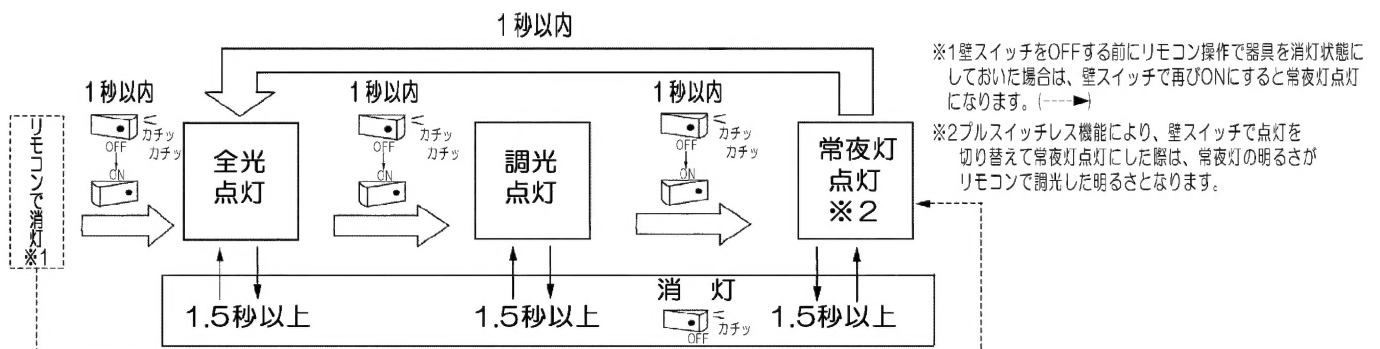 1秒以内
※1壁スイッチをOFFする前にリモコン操作で器具を消灯状態に
しておいた場合は、壁スイッチで再びONにすると常夜灯点灯
になります。(----►)
※2プルスイッチレス機能により、壁スイッチで点灯を
切り替えて常夜灯点灯にした際は、常夜灯の明るさが
リモコンで調光した明るさとなります。
リモコンで消灯※1
1秒以内
カチッ
OFF
カチッ
ON
全光
点灯
1秒以内
カチッ
OFF
カチッ
ON
調光
点灯
1秒以内
カチッ
OFF
カチッ
ON
常夜灯
点灯
※2
消 灯
1.5秒以上
1.5秒以上
カチッ
OFF
1.5秒以上